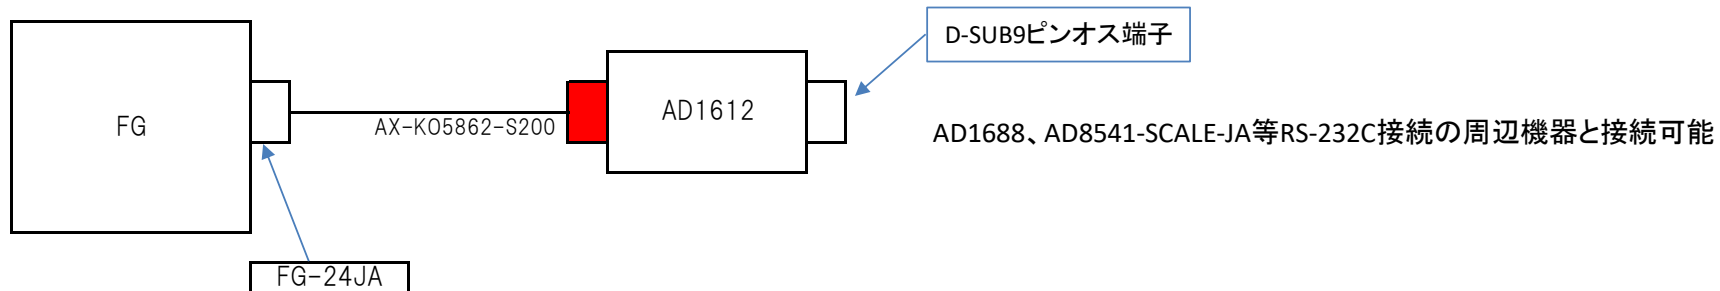 D-SUB9ピンオス端子
FG
AX-KO5862-S200
AD1612
AD1688、AD8541-SCALE-JA等RS-232C接続の周辺機器と接続可能
FG-24JA